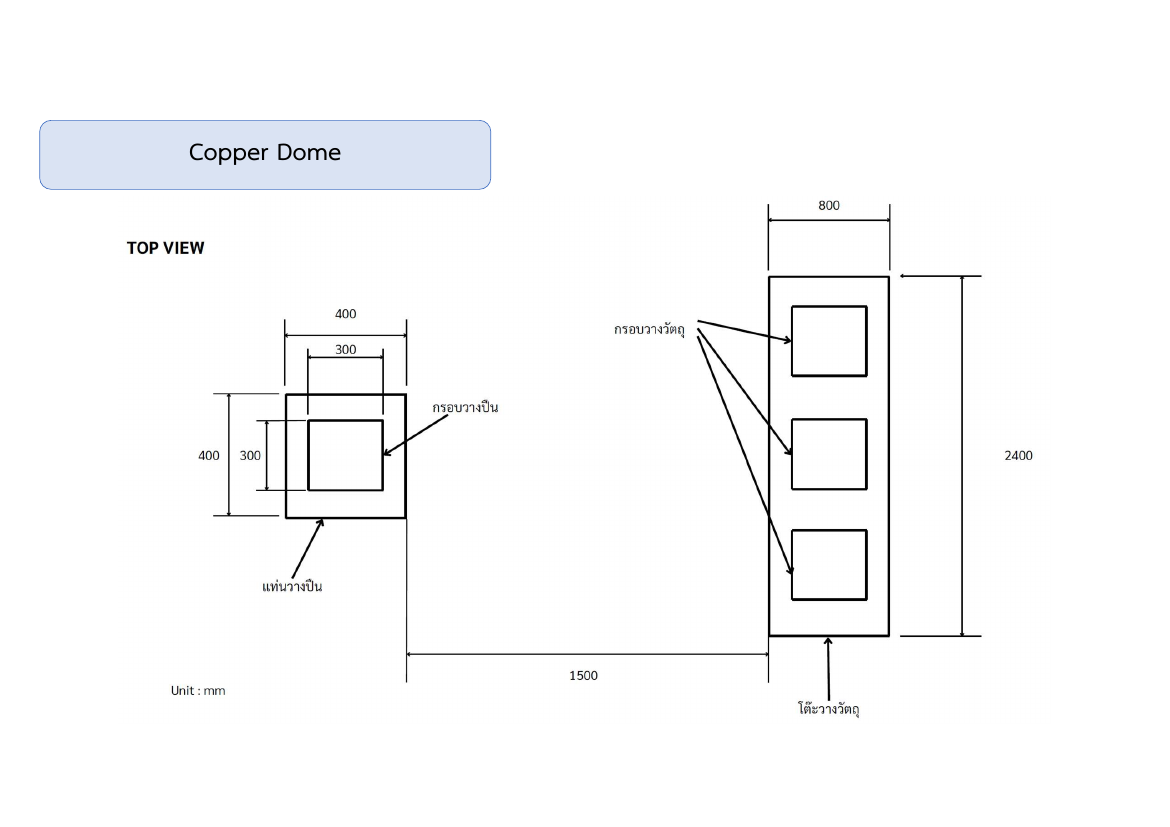 Copper Dome
800
TOP VIEW
400
กรอบวางวัตถุ
300
กรอบวางปืน
400
300
2400
แท่นวางปืน
1500
Unit : mm
โต๊ะวางวัตถุ